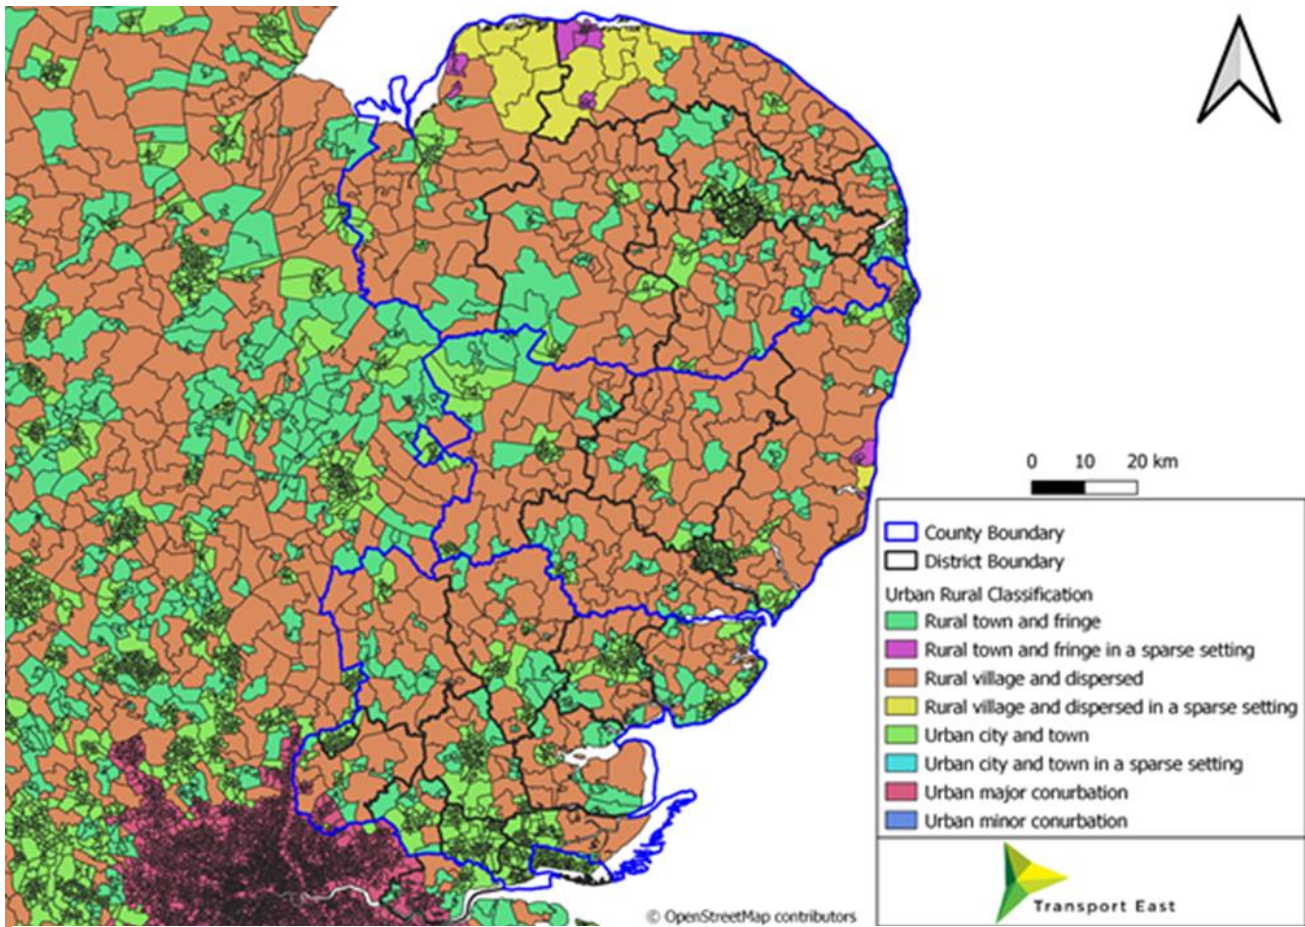 0 10 20 km
County Boundary
District Boundary
Urban Rural Classification
Rural town and fringe
Rural town and fringe in a sparse setting
Rural village and dispersed
Rural village and dispersed in a sparse setting
Urban city and town
Urban city and town in a sparse setting
Urban major conurbation
Urban minor conurbation
Transport East
© OpenStreetMap contributors